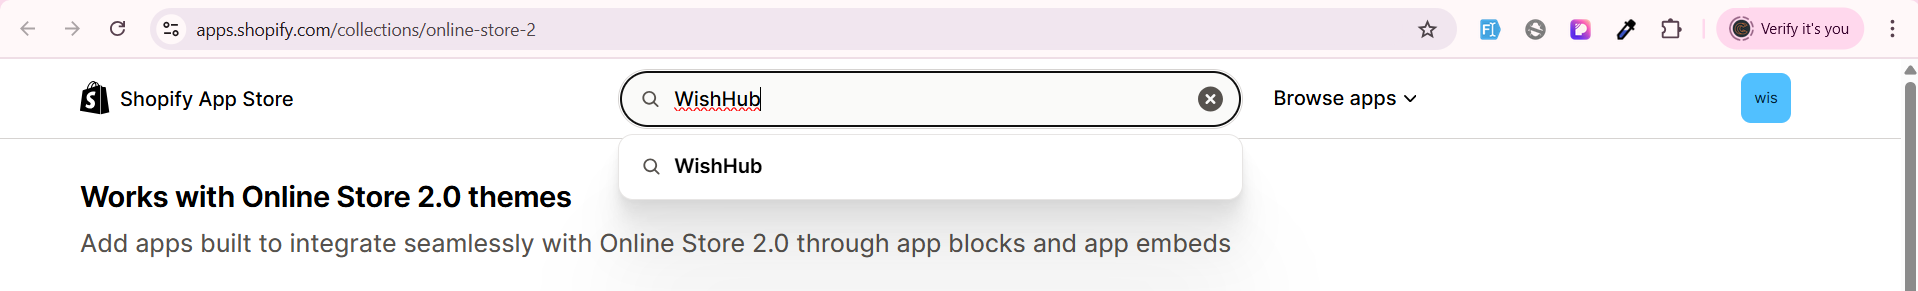 apps.shopify.com/collections/online-store-2
Verify it's you
Shopify App Store
WishHub
Browse apps
wis
WishHub
Works with Online Store 2.0 themes
Add apps built to integrate seamlessly with Online Store 2.0 through app blocks and app embeds